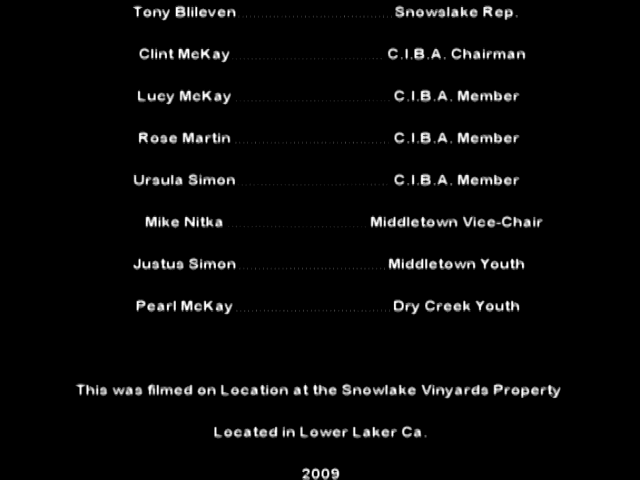 Tony Blileven Snowslake Rep.
Clint McKay C.I.B.A. Chairman
Lucy McKay C.I.B.A. Member
Rose Martin C.I.B.A. Member
Ursula Simon C.I.B.A. Member
Mike Nitka Middletown Vice-Chair
Justus Simon Middletown Youth
Pearl McKay Dry Creek Youth
This was filmed on Location at the Snowlake Vinyards Property
Located in Lower Laker Ca.
2009